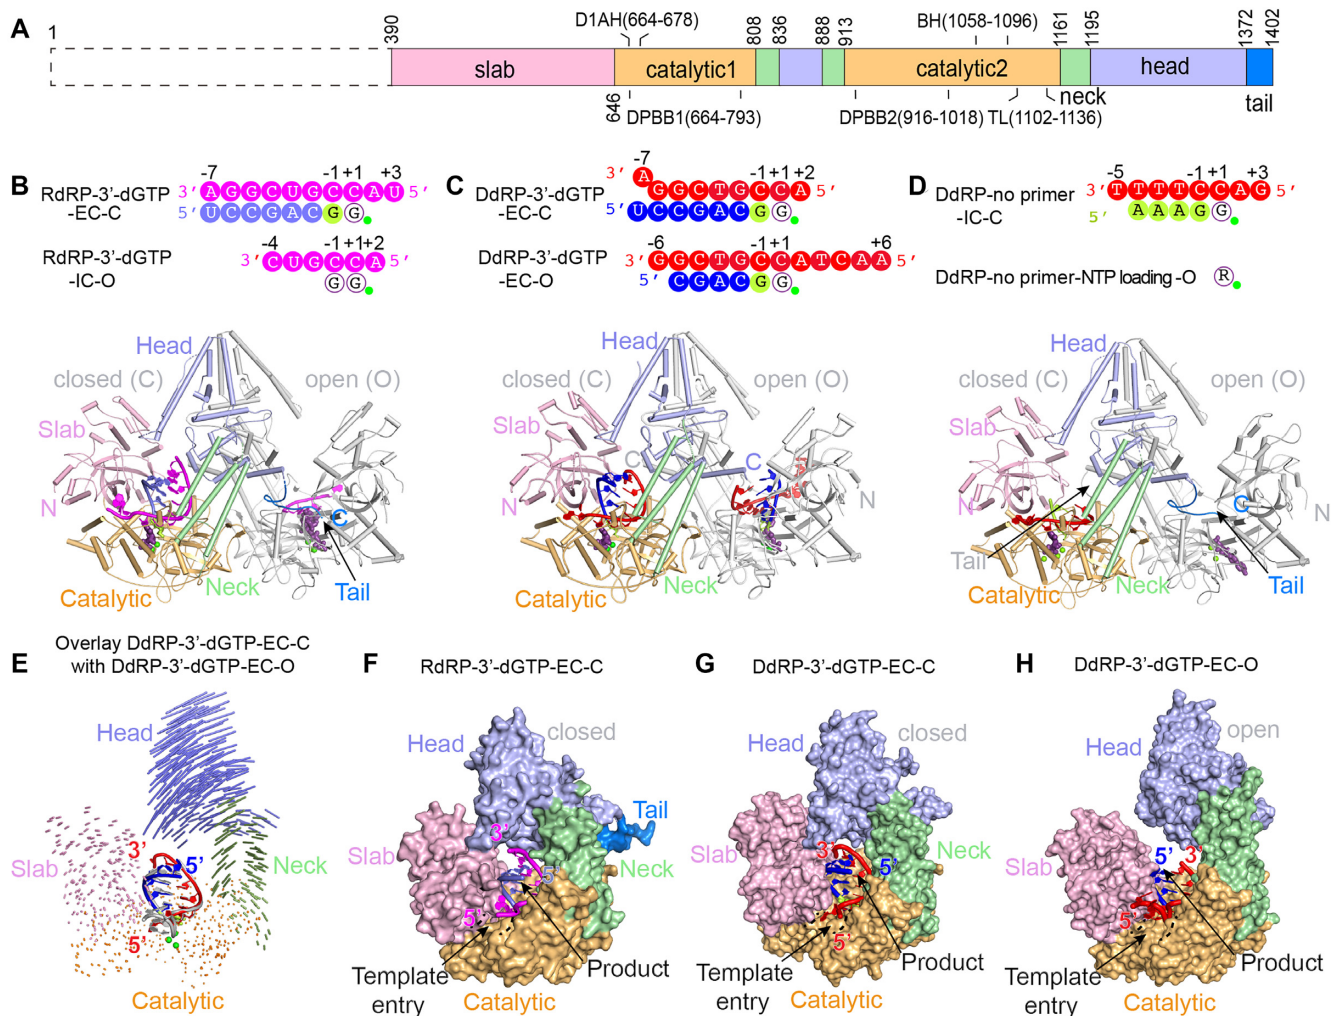 A
1
390
D1AH(664-678)
808
836
888
913
BH(1058-1096)
1161
1195
1372
1402
slab
catalytic1
catalytic2
head
646
DPBB1(664-793)
DPBB2(916-1018)
TL(1102-1136)
neck
tail
B
RdRP-3'-dGTP
-EC-C
-7 -1 +1 +3
3' A G G C U G C C A U 5'
5' U C C G A C G G
RdRP-3'-dGTP
-IC-O
-4 -1 +1 +2
3' C U G C C A 5'
G G
Head
closed (C)
open (O)
Slab
N
C
Catalytic
Neck
Tail
C
DdRP-3'-dGTP
-EC-C
-7 -1 +1 +2
3' A G G C T G C C A 5'
5' U C C G A C G G
DdRP-3'-dGTP
-EC-O
-6 -1 +1 +6
3' G G C T G C C A T C A A 5'
5' C G A C G G
Head
closed (C)
open (O)
Slab
C
C
N
N
Catalytic
Neck
D
DdRP-no primer
-IC-C
-5 -1 +1 +3
3' T T T T C C A G 5'
5' A A A G G
DdRP-no primer-NTP loading -O
R
Head
closed (C)
open (O)
Slab
N
C
N
Tail
Catalytic
Neck
Tail
E
Overlay DdRP-3'-dGTP-EC-C
with DdRP-3'-dGTP-EC-O
Head
3'
5'
Slab
Neck
5'
Catalytic
F
RdRP-3'-dGTP-EC-C
Head
closed
Tail
3'
Slab
5'
Neck
5'
Template
entry
Product
Catalytic
G
DdRP-3'-dGTP-EC-C
Head
closed
Slab
3'
5'
Neck
5'
Template
entry
Product
Catalytic
H
DdRP-3'-dGTP-EC-O
Head
open
Slab
5'
3'
5'
Template
entry
Product
Catalytic